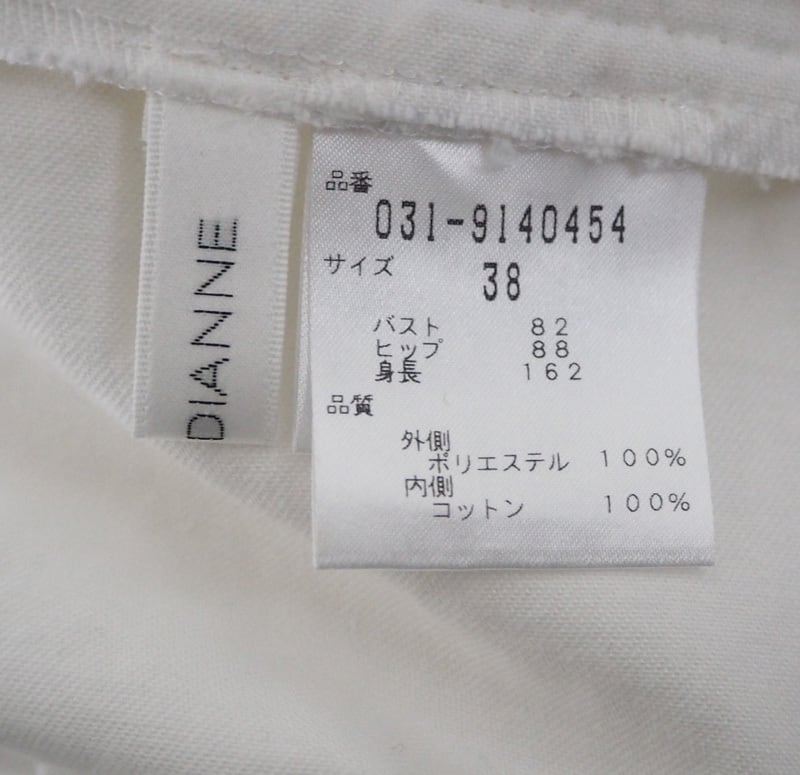 DIANNE
品番
031-9140454
サイズ 38
バスト 82
ヒップ 88
身長 162
品質
外側
ポリエステル 100%
内側
コットン 100%